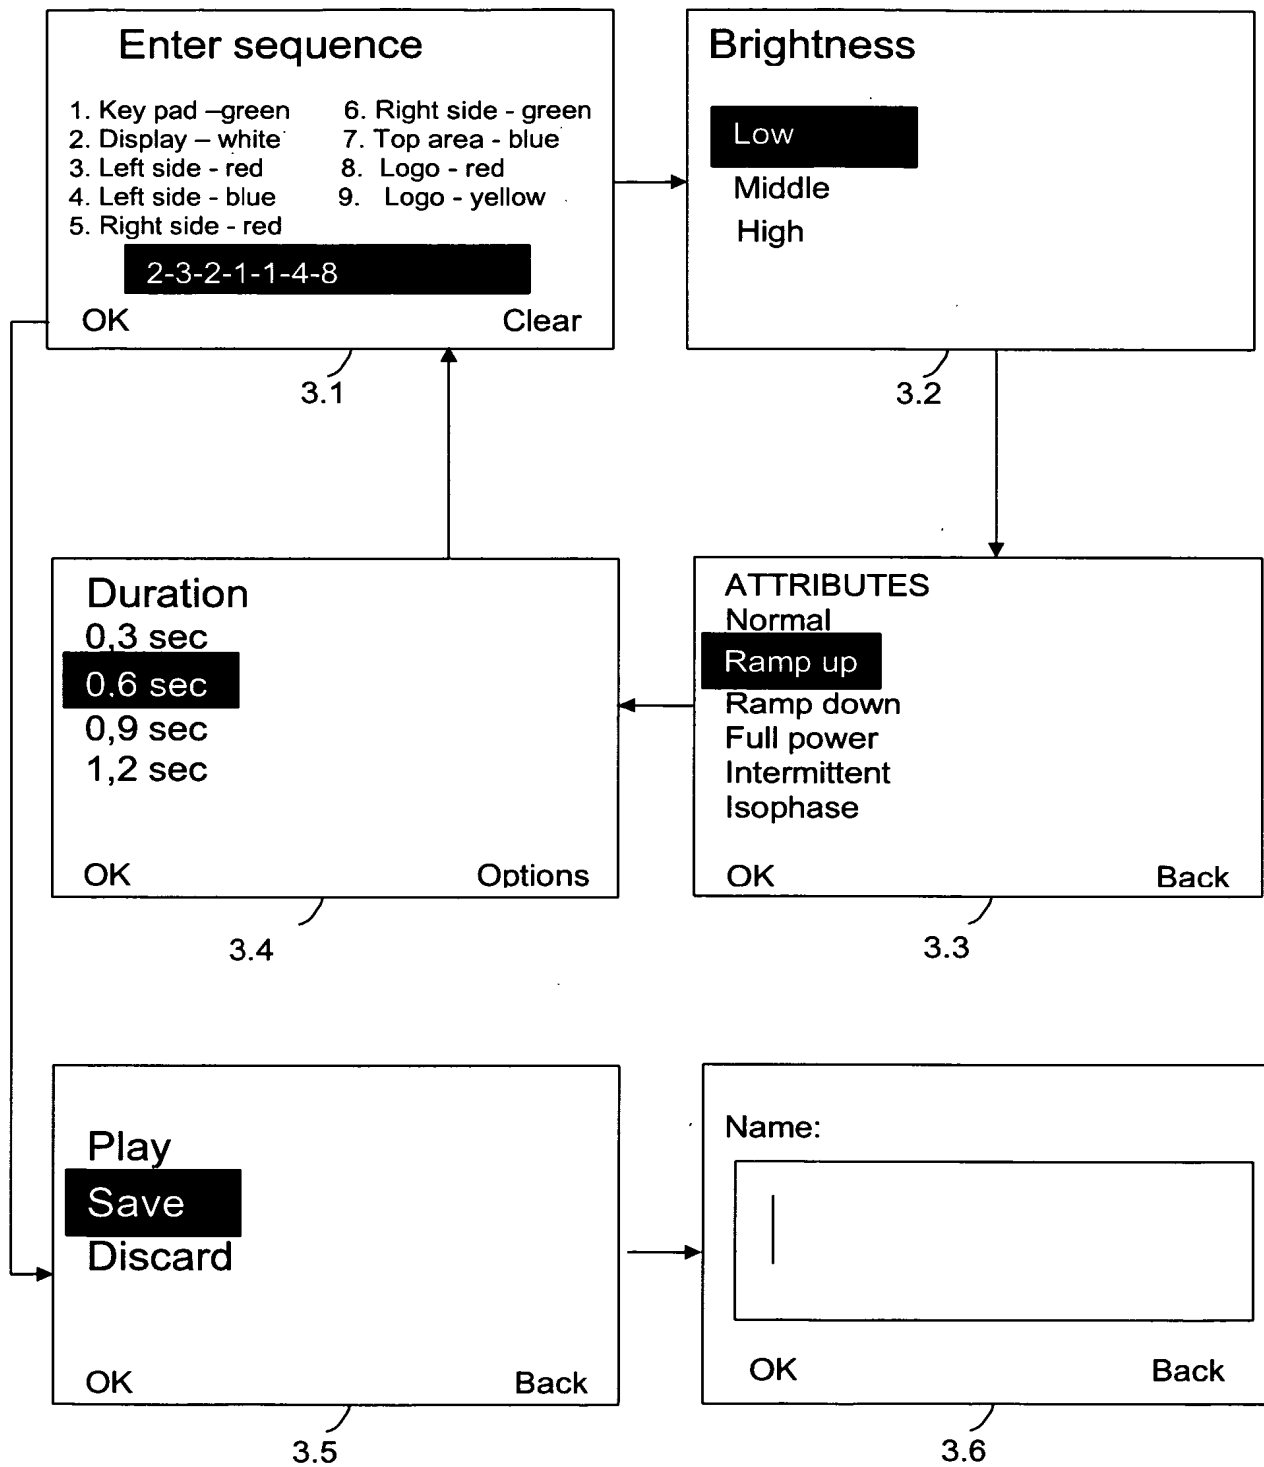 Enter sequence
1. Key pad –green
2. Display – white
3. Left side - red
4. Left side - blue
5. Right side - red
6. Right side - green
7. Top area - blue
8. Logo - red
9. Logo - yellow
2-3-2-1-1-4-8
OK Clear
3.1
Brightness
Low
Middle
High
3.2
Duration
0,3 sec
0.6 sec
0,9 sec
1,2 sec
OK Options
3.4
ATTRIBUTES
Normal
Ramp up
Ramp down
Full power
Intermittent
Isophase
OK Back
3.3
Play
Save
Discard
OK Back
3.5
Name:
OK Back
3.6